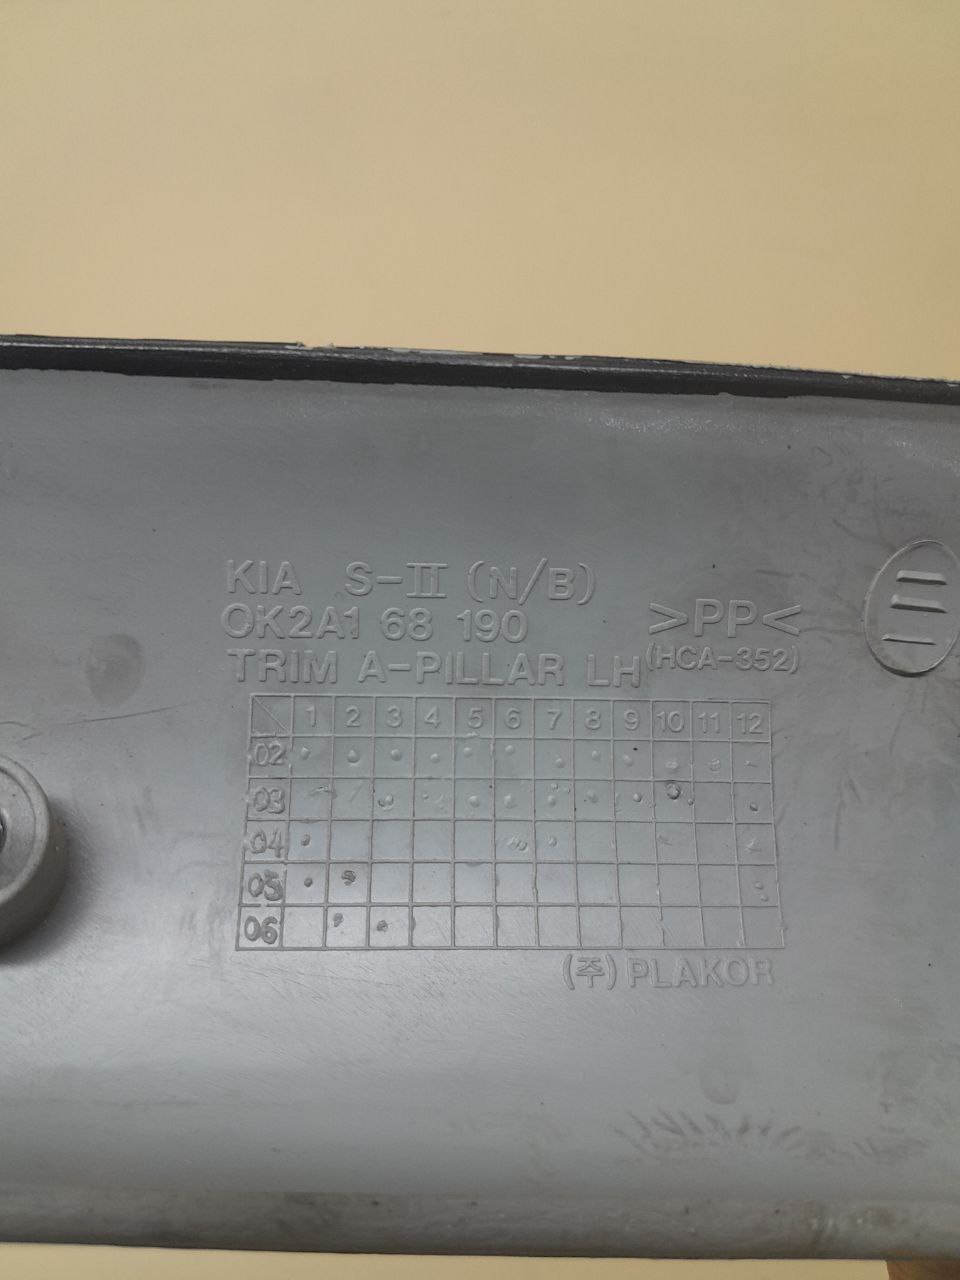 KIA S-II (N/B)
OK2A1 68 190
>PP<
TRIM A-PILLAR LH (HCA-352)
1 2 3 4 5 6 7 8 9 10 11 12
02
03
04
05
06
(주) PLAKOR